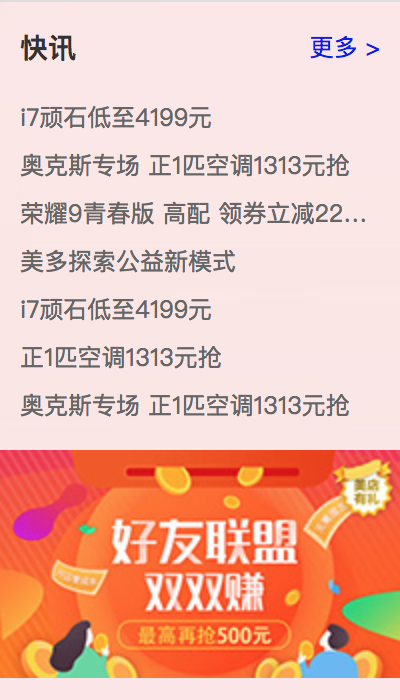 快讯
更多 >
i7顽石低至4199元
奥克斯专场 正1匹空调1313元抢
荣耀9青春版 高配 领券立减22...
美多探索公益新模式
i7顽石低至4199元
正1匹空调1313元抢
奥克斯专场 正1匹空调1313元抢
美店
有礼
好友联盟
双双赚
最高再抢500元